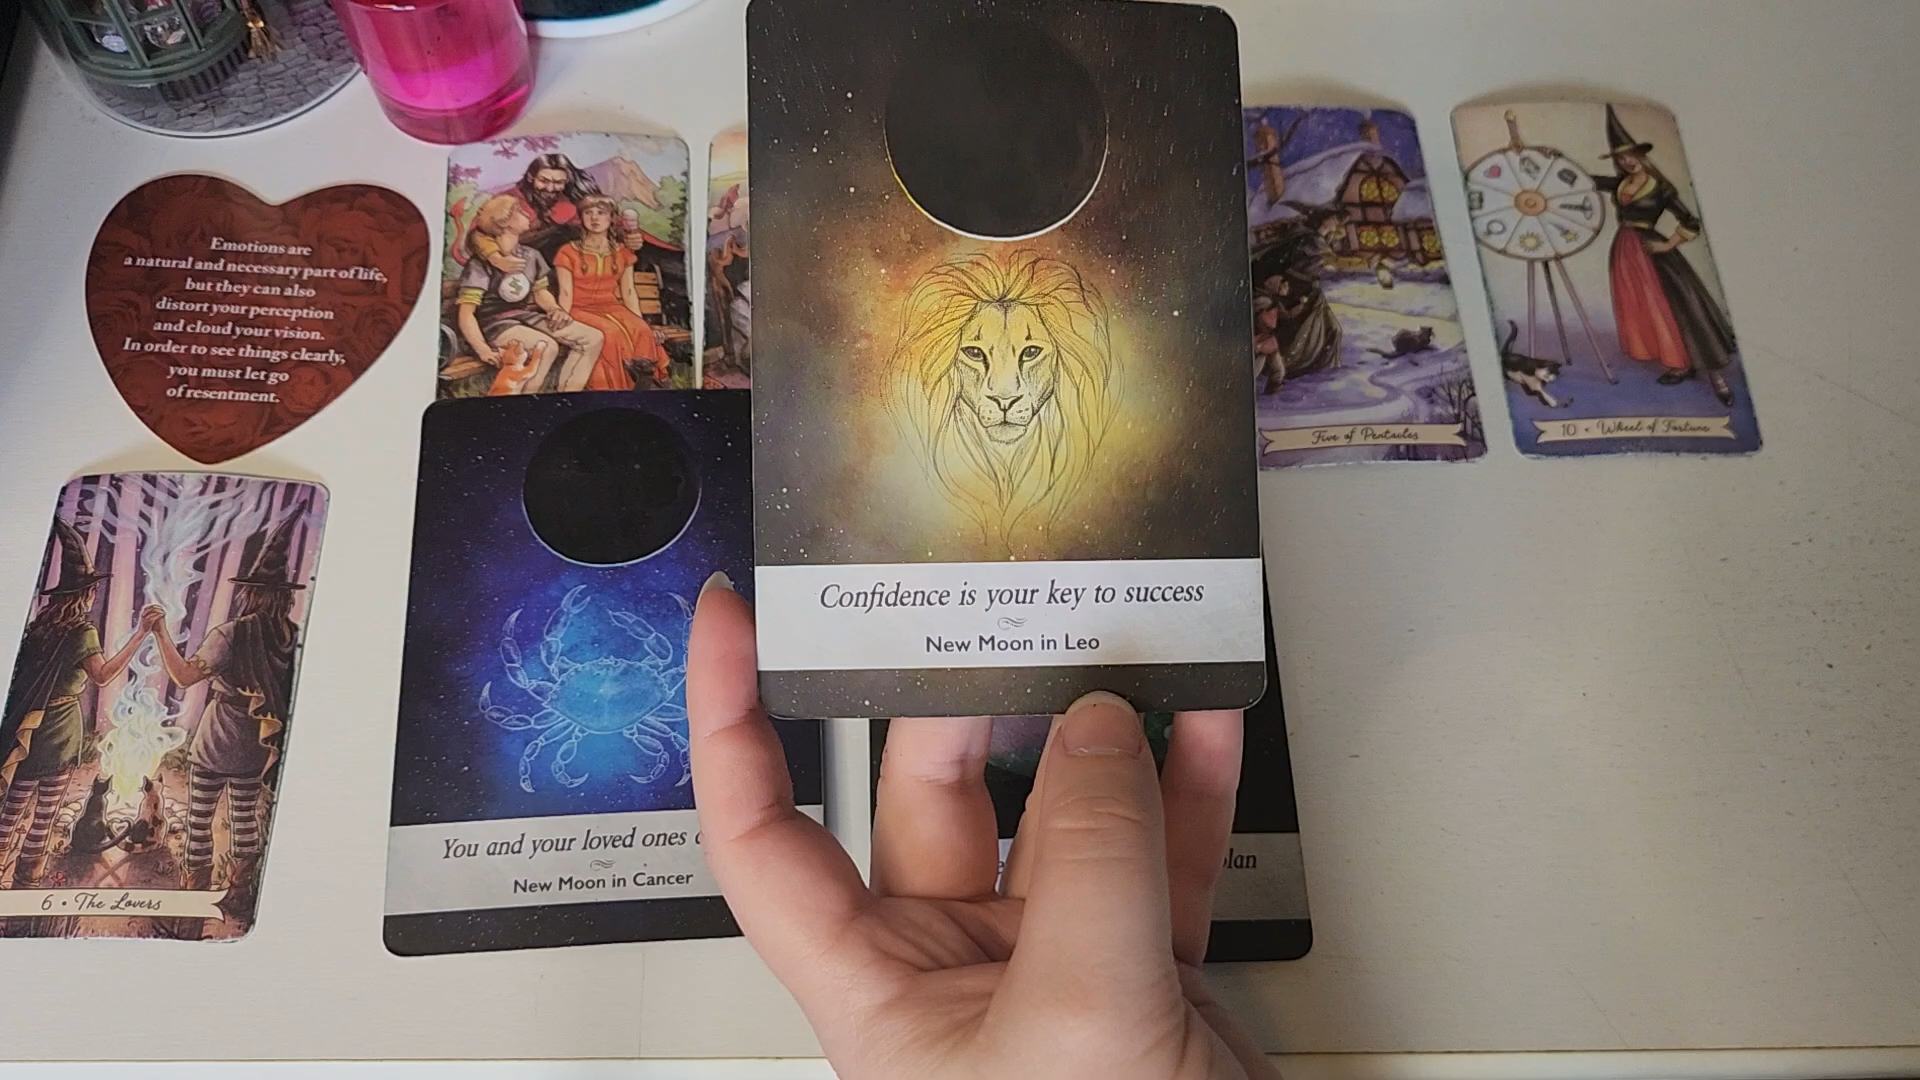 Emotions are
a natural and necessary part of life,
but they can also
distort your perception
and cloud your vision.
In order to see things clearly,
you must let go
of resentment.
Five of Pentacles
10 • Wheel of Fortune
Confidence is your key to success
New Moon in Leo
6 • The Lovers
You and your loved ones
New Moon in Cancer
plan